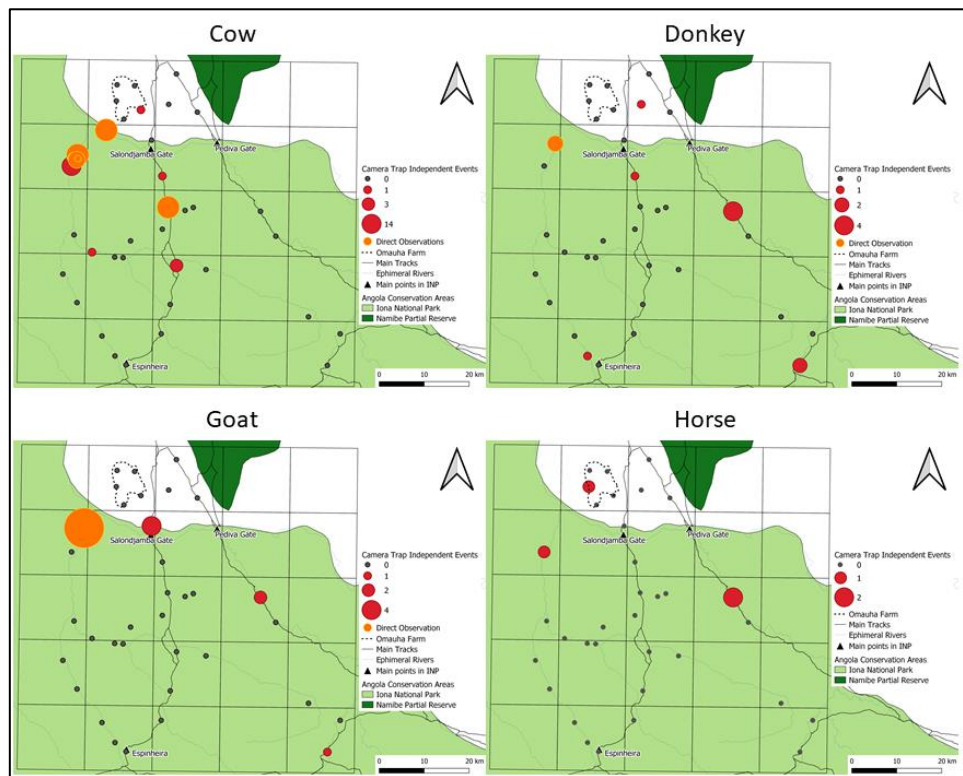 Cow
Salondjamba Gate
Pediva Gate
Espinheira
Camera Trap Independent Events
0
1
3
14
Direct Observations
Omauha Farm
Main Tracks
Ephimeral Rivers
Main points in INP
Angola Conservation Areas
Iona National Park
Namibe Partial Reserve
0 10 20 km
Donkey
Salondjamba Gate
Pediva Gate
Espinheira
Camera Trap Independent Events
0
1
2
4
Direct Observation
Omauha Farm
Main Tracks
Ephimeral Rivers
Main points in INP
Angola Conservation Areas
Iona National Park
Namibe Partial Reserve
0 10 20 km
Goat
Salondjamba Gate
Pediva Gate
Espinheira
Camera Trap Independent Events
0
1
2
4
Direct Observation
Omauha Farm
Main Tracks
Ephimeral Rivers
Main points in INP
Angola Conservation Areas
Iona National Park
Namibe Partial Reserve
0 10 20 km
Horse
Salondjamba Gate
Pediva Gate
Espinheira
Camera Trap Independent Events
0
1
2
Omauha Farm
Main Tracks
Ephimeral Rivers
Main points in INP
Angola Conservation Areas
Iona National Park
Namibe Partial Reserve
0 10 20 km